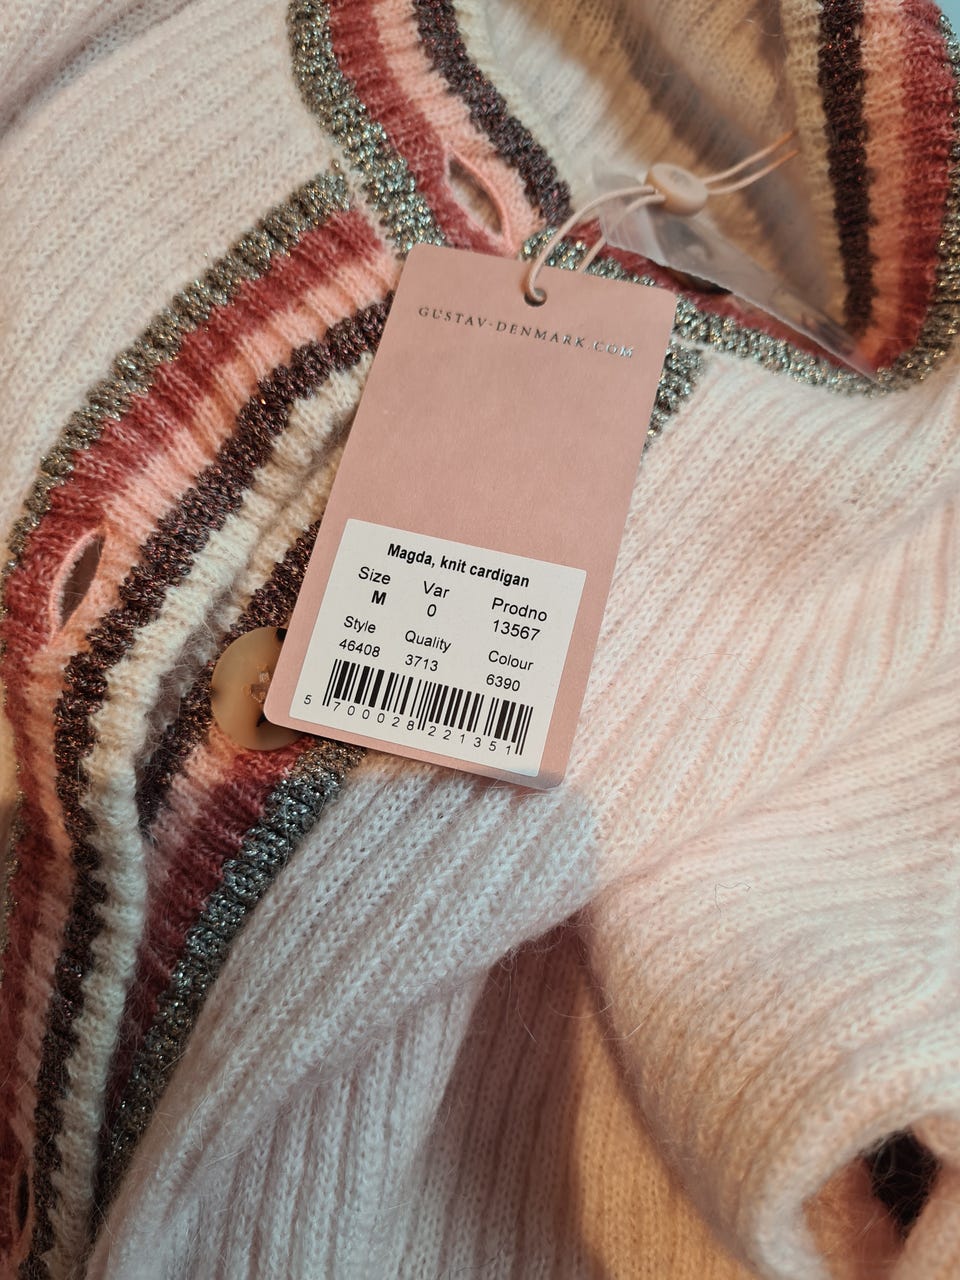 GUSTAV-DENMARK.COM
Magda, knit cardigan
Size Var Prodno
M 0 13567
Style Quality Colour
46408 3713 6390
5 700028 221351